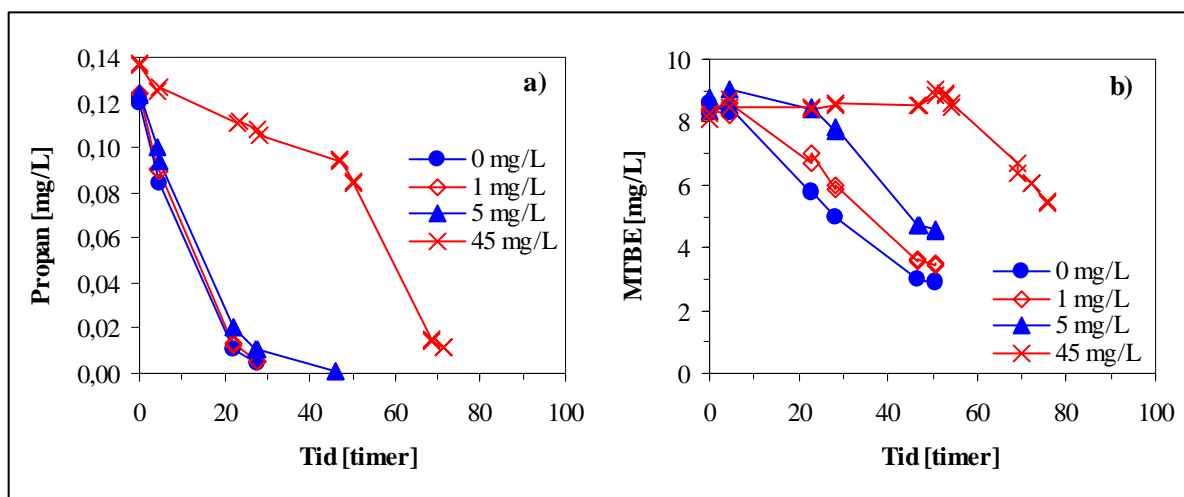 a)
Propan [mg/L]
0,14
0,12
0,10
0,08
0,06
0,04
0,02
0,00
0 mg/L
1 mg/L
5 mg/L
45 mg/L
0 20 40 60 80 100
Tid [timer]
b)
MTBE [mg/L]
10
8
6
4
2
0
0 mg/L
1 mg/L
5 mg/L
45 mg/L
0 20 40 60 80 100
Tid [timer]